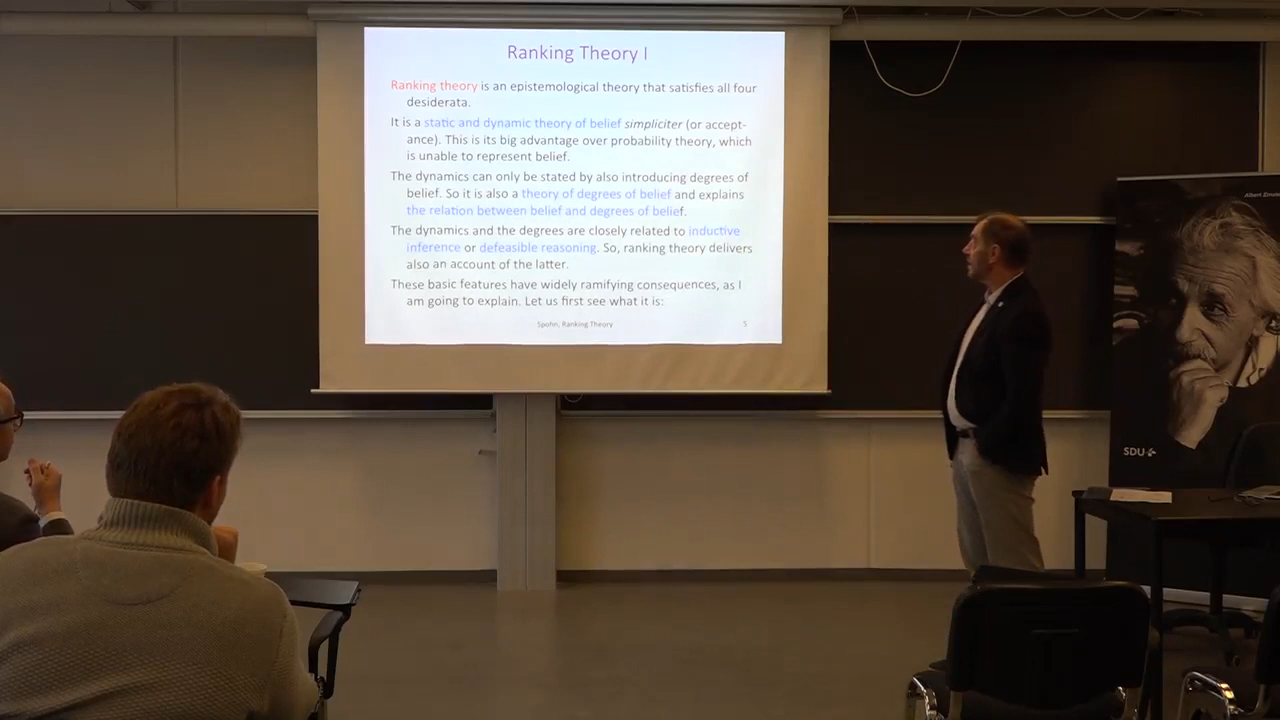 Ranking Theory I
Ranking theory is an epistemological theory that satisfies all four
desiderata.
It is a static and dynamic theory of belief simpliciter (or accept-
ance). This is its big advantage over probability theory, which
is unable to represent belief.
The dynamics can only be stated by also introducing degrees of
belief. So it is also a theory of degrees of belief and explains
the relation between belief and degrees of belief.
The dynamics and the degrees are closely related to inductive
inference or defeasible reasoning. So, ranking theory delivers
also an account of the latter.
These basic features have widely ramifying consequences, as I
am going to explain. Let us first see what it is:
Spohn, Ranking Theory 5
Albert
SDU